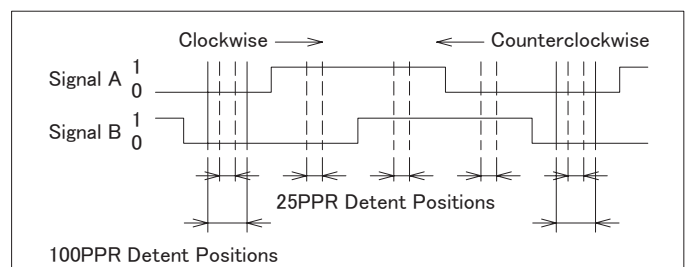 Clockwise Counterclockwise
Signal A 1
0
Signal B 1
0
25PPR Detent Positions
100PPR Detent Positions